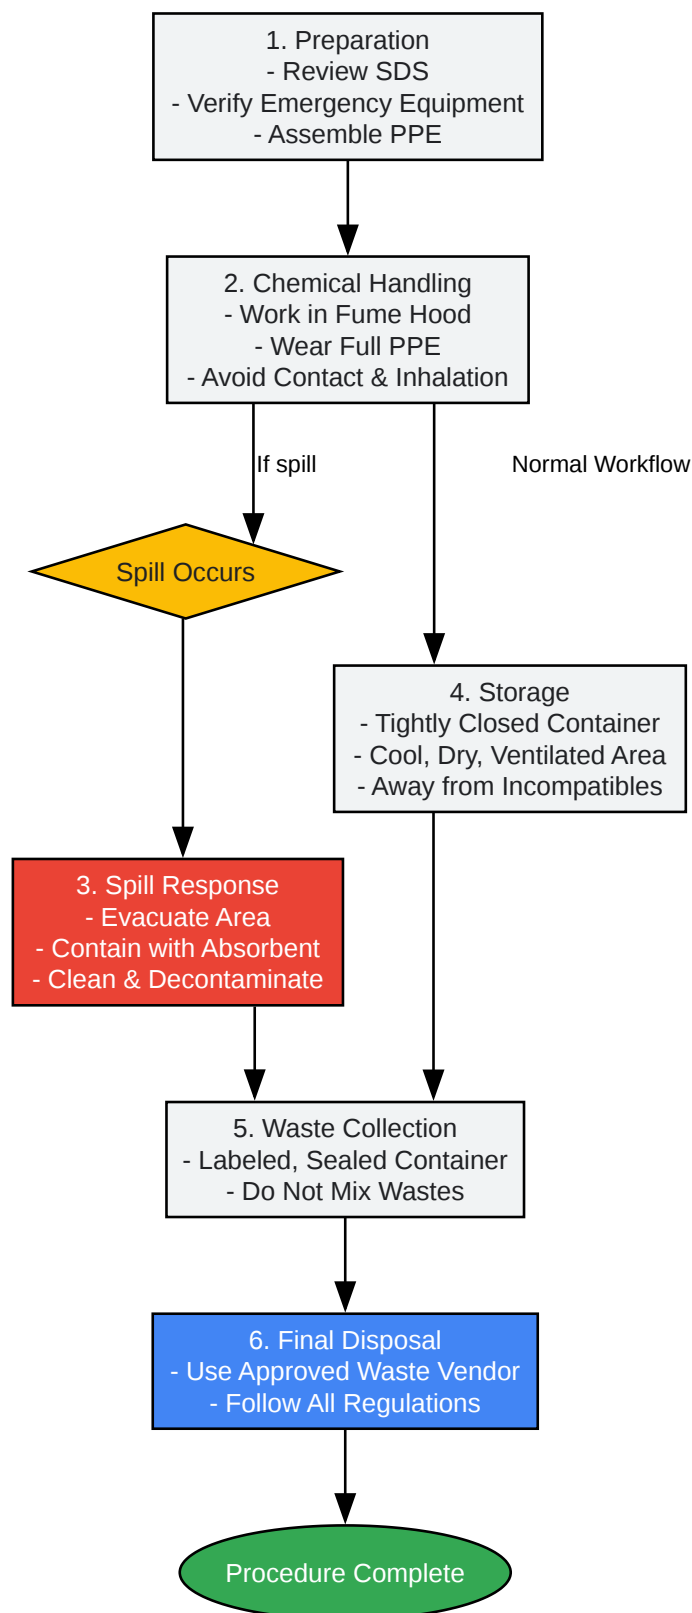 1. Preparation
- Review SDS
- Verify Emergency Equipment
- Assemble PPE
2. Chemical Handling
- Work in Fume Hood
- Wear Full PPE
- Avoid Contact & Inhalation
If spill
Normal Workflow
Spill Occurs
4. Storage
- Tightly Closed Container
- Cool, Dry, Ventilated Area
- Away from Incompatibles
3. Spill Response
- Evacuate Area
- Contain with Absorbent
- Clean & Decontaminate
5. Waste Collection
- Labeled, Sealed Container
- Do Not Mix Wastes
6. Final Disposal
- Use Approved Waste Vendor
- Follow All Regulations
Procedure Complete